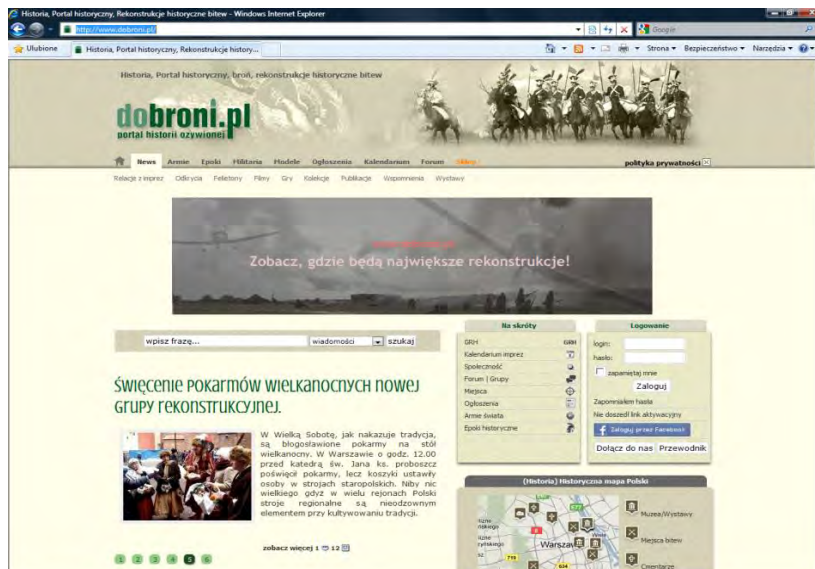 Historia, Portal historyczny, Rekonstrukcje historyczne bitew - Windows Internet Explorer
http://www.dobroni.pl/
Google
Ulubione
Historia, Portal historyczny, Rekonstrukcje history...
Strona
Bezpieczeństwo
Narzędzia
Historia, Portal historyczny, broń, rekonstrukcje historyczne bitew
dobroni.pl
portal historii ożywionej
News Armie Epoki Militaria Modele Ogłoszenia Kalendarium Forum Sklep
polityka prywatności
Relacje z imprez Odkrycia Felietony Filmy Gry Kolekcje Publikacje Wspomnienia Wystawy
Zobacz, gdzie będą największe rekonstrukcje!
wpisz frazę... wiadomości szukaj
Święcenie pokarmów wielkanocnych nowej
grupy rekonstrukcyjnej.
W Wielką Sobotę, jak nakazuje tradycja,
są błogosławione pokarmy na stół
wielkanocny. W Warszawie o godz. 12.00
przed katedrą św. Jana ks. proboszcz
poświęcił pokarmy, lecz koszyki ustawiły
osoby w strojach staropolskich. Niby nic
wielkiego gdyż w wielu rejonach Polski
stroje regionalne są nieodzownym
elementem przy kultywowaniu tradycji.
zobacz więcej 1 12
1 2 3 4 5 6
Na skróty
GRH GRH
Kalendarium imprez
Społeczność
Forum | Grupy
Miejsca
Ogłoszenia
Armie świata
Epoki historyczne
Logowanie
login:
hasło:
zapamiętaj mnie
Zaloguj
Zapomniałem hasła
Nie doszedł link aktywacyjny
Zaloguj przez Facebook
Dołącz do nas Przewodnik
(Historia) Historyczna mapa Polski
Warszawa
Muzea/Wystawy
Miejsca bitew
Cmentarze